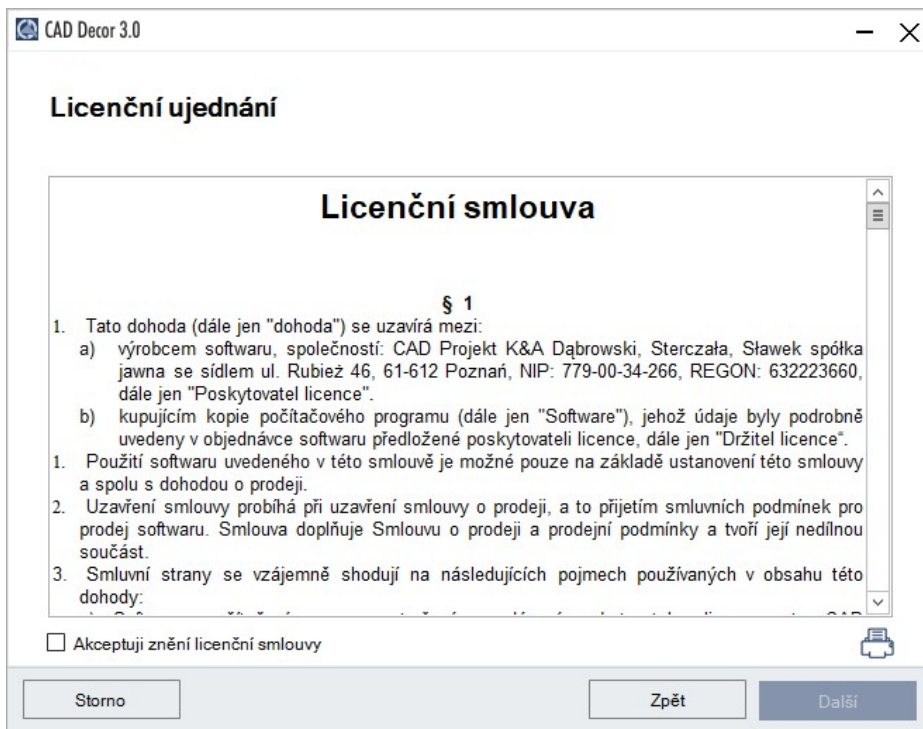 CAD Decor 3.0
Licenční ujednání
Licenční smlouva
§ 1
1. Tato dohoda (dále jen "dohoda") se uzavírá mezi:
a) výrobcem softwaru, společností: CAD Projekt K&A Dąbrowski, Sterczała, Sławek spółka
jawna se sídlem ul. Rubież 46, 61-612 Poznań, NIP: 779-00-34-266, REGON: 632223660,
dále jen "Poskytovatel licence".
b) kupujícím kopie počítačového programu (dále jen "Software"), jehož údaje byly podrobně
uvedeny v objednávce softwaru předložené poskytovateli licence, dále jen "Držitel licence“.
1. Použití softwaru uvedeného v této smlouvě je možné pouze na základě ustanovení této smlouvy
a spolu s dohodou o prodeji.
2. Uzavření smlouvy probíhá při uzavření smlouvy o prodeji, a to přijetím smluvních podmínek pro
prodej softwaru. Smlouva doplňuje Smlouvu o prodeji a prodejní podmínky a tvoří její nedílnou
součást.
3. Smluvní strany se vzájemně shodují na následujících pojmech používaných v obsahu této
dohody:
Akceptuji znění licenční smlouvy
Storno
Zpět
Další